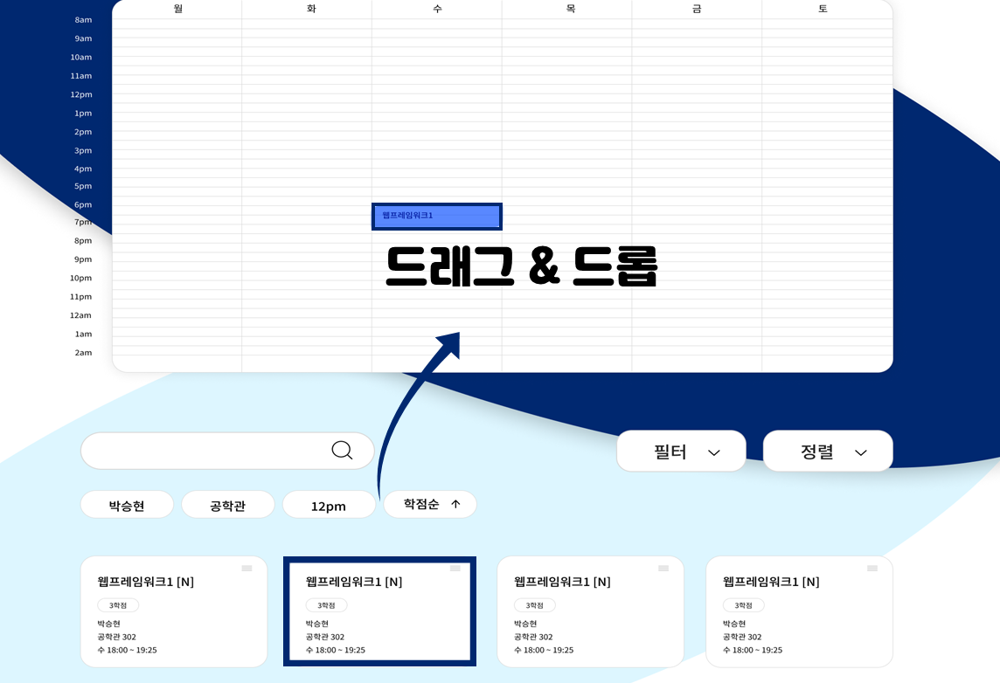 월 화 수 목 금 토
8am
9am
10am
11am
12pm
1pm
2pm
3pm
4pm
5pm
6pm
웹프레임워크1
7pm
8pm
9pm
드래그 & 드롭
10pm
11pm
12am
1am
2am
필터 정렬
박승현 공학관 12pm 학점순
웹프레임워크1 [N] 웹프레임워크1 [N] 웹프레임워크1 [N] 웹프레임워크1 [N]
3학점 3학점 3학점 3학점
박승현 박승현 박승현 박승현
공학관 302 공학관 302 공학관 302 공학관 302
수 18:00 ~ 19:25 수 18:00 ~ 19:25 수 18:00 ~ 19:25 수 18:00 ~ 19:25